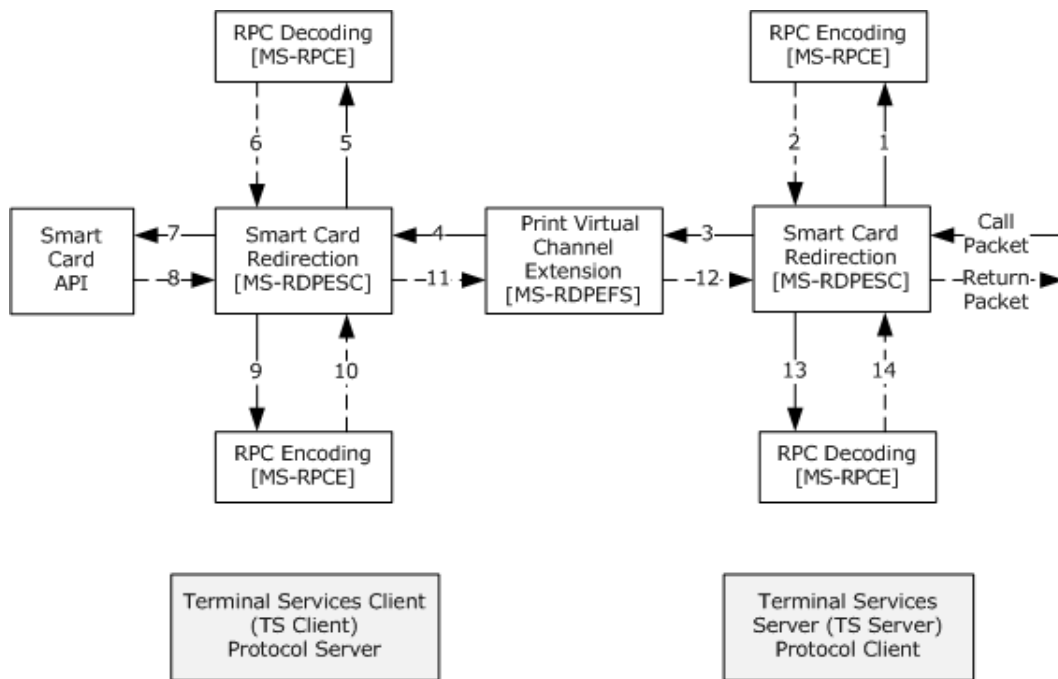 RPC Decoding
[MS-RPCE]
RPC Encoding
[MS-RPCE]
6
5
2
1
Smart
Card
API
7
8
Smart Card
Redirection
[MS-RDPESC]
4
11
Print Virtual
Channel
Extension
[MS-RDPEFS]
3
12
Smart Card
Redirection
[MS-RDPESC]
Call
Packet
Return
Packet
9
10
13
14
RPC Encoding
[MS-RPCE]
RPC Decoding
[MS-RPCE]
Terminal Services Client
(TS Client)
Protocol Server
Terminal Services
Server (TS Server)
Protocol Client